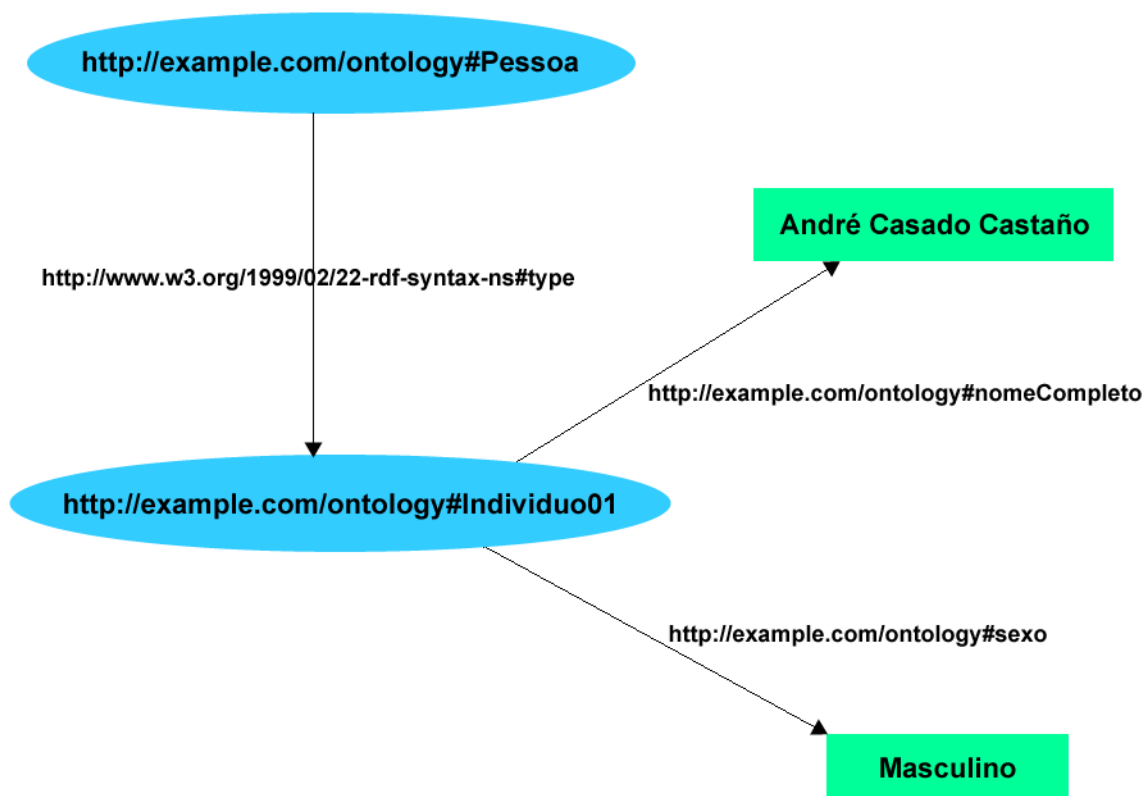 http://example.com/ontology#Pessoa
André Casado Castaño
http://www.w3.org/1999/02/22-rdf-syntax-ns#type
http://example.com/ontology#nomeCompleto
http://example.com/ontology#Individuo01
http://example.com/ontology#sexo
Masculino